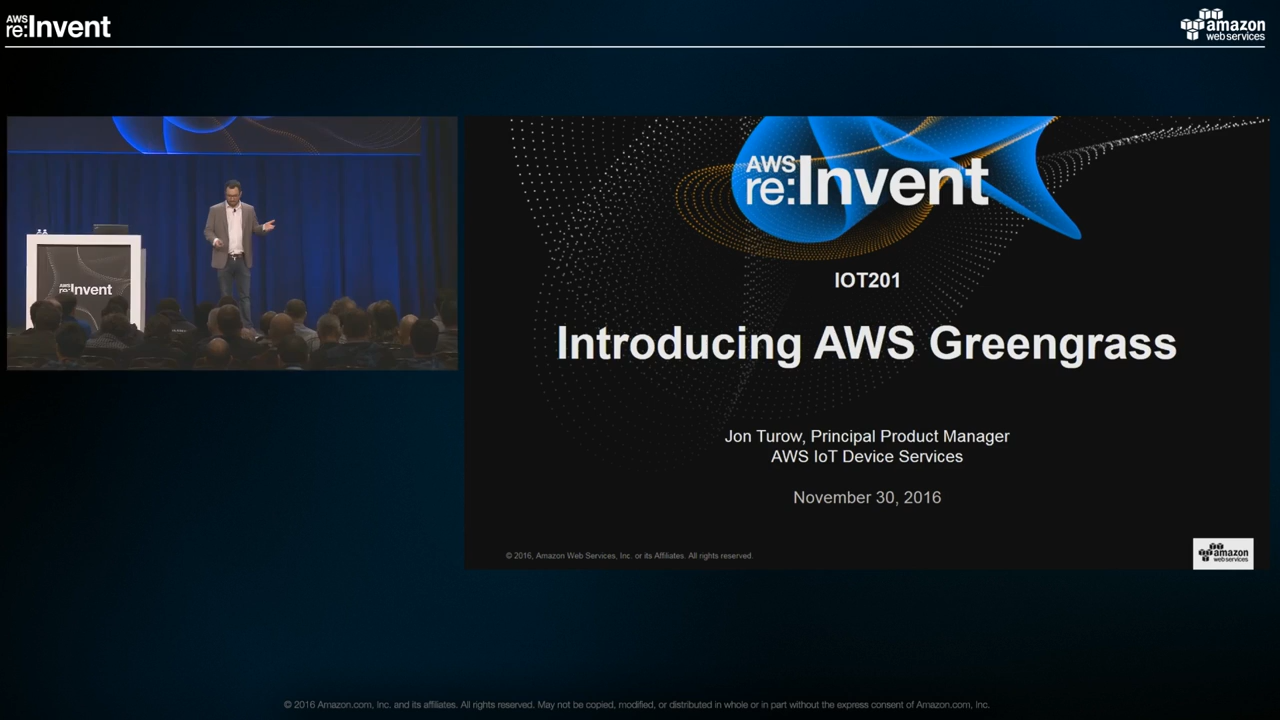 AWS
re:Invent
amazon
web services
AWS
re:Invent
AWS
re:Invent
IOT201
Introducing AWS Greengrass
Jon Turow, Principal Product Manager
AWS IoT Device Services
November 30, 2016
© 2016, Amazon Web Services, Inc. or its Affiliates. All rights reserved.
amazon
web services
© 2016 Amazon.com, Inc. and its affiliates. All rights reserved. May not be copied, modified, or distributed in whole or in part without the express consent of Amazon.com, Inc.